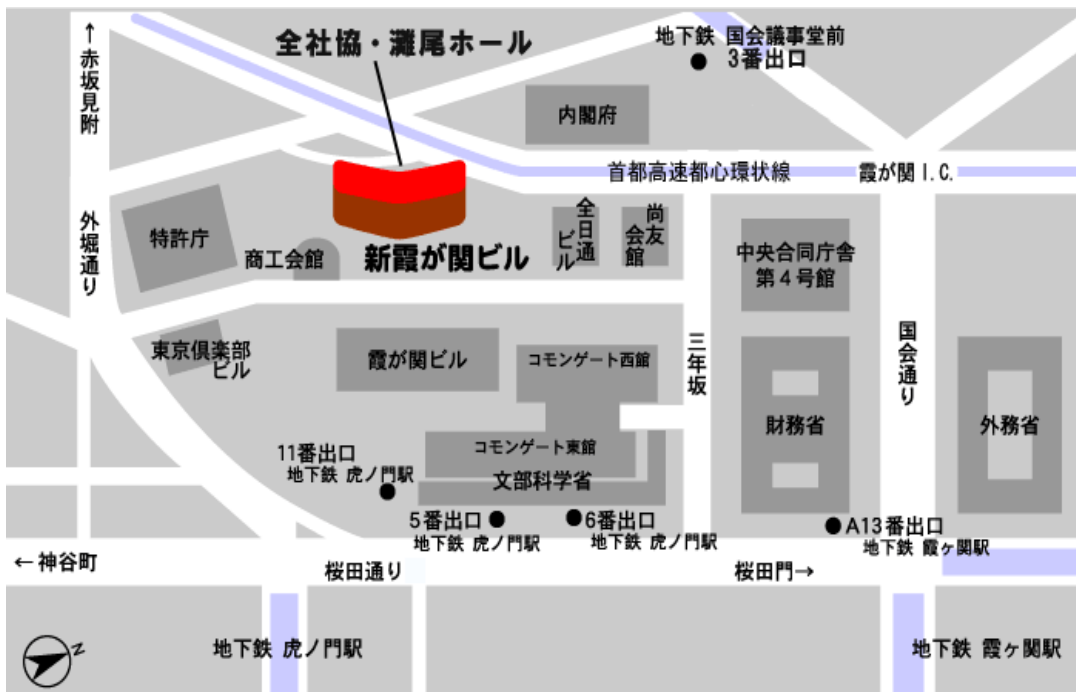 ←赤坂見附
全社協・灘尾ホール
地下鉄 国会議事堂前
3番出口
内閣府
首都高速都心環状線
霞が関 I.C.
外堀通り
特許庁
商工会館
新霞が関ビル
全日通
ビル
尚友
会館
中央合同庁舎
第4号館
東京倶楽部
ビル
霞が関ビル
コモンゲート西館
三年坂
国会通り
財務省
外務省
コモンゲート東館
文部科学省
11番出口
地下鉄 虎ノ門駅
5番出口
地下鉄 虎ノ門駅
6番出口
地下鉄 虎ノ門駅
A13番出口
地下鉄 霞ヶ関駅
←神谷町
桜田通り
桜田門→
地下鉄 虎ノ門駅
地下鉄 霞ヶ関駅
N